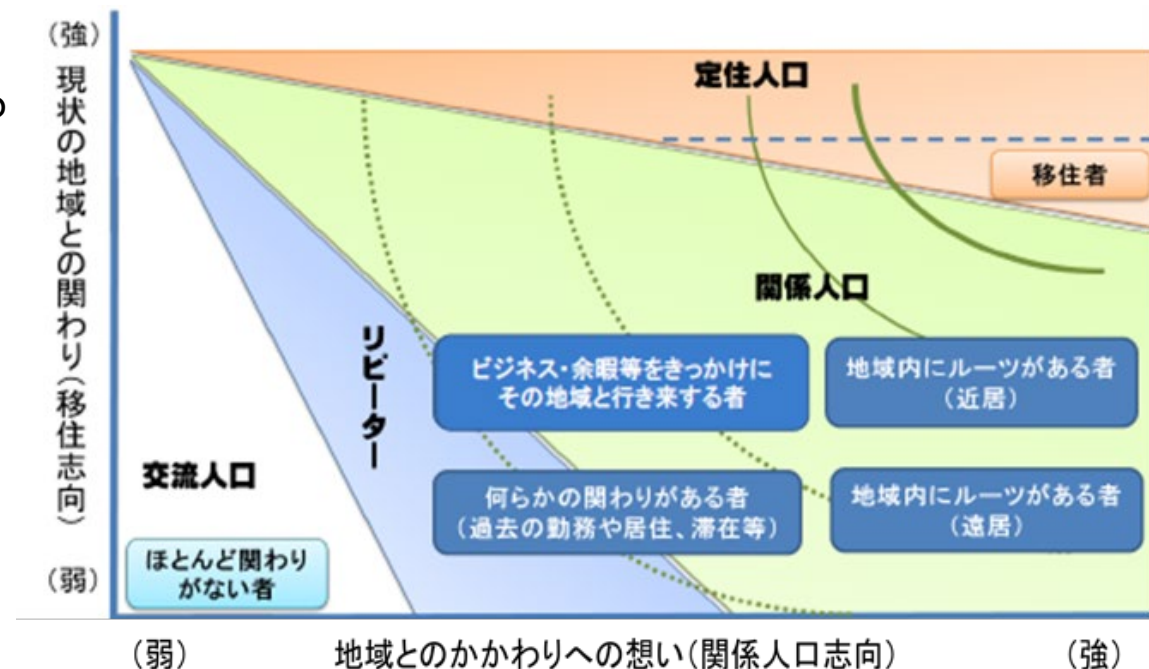 (強)
現状の地域との関わり(移住志向)
(弱)
定住人口
移住者
関係人口
リピーター
ビジネス・余暇等をきっかけに
その地域と行き来する者
地域内にルーツがある者
(近居)
交流人口
何らかの関わりがある者
(過去の勤務や居住、滞在等)
地域内にルーツがある者
(遠居)
ほとんど関わり
がない者
(弱)
地域とのかかわりへの想い(関係人口志向)
(強)